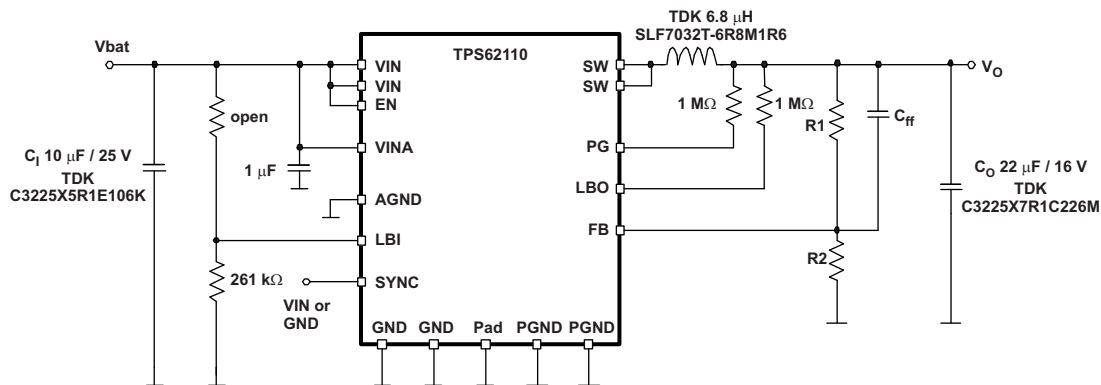 TDK 6.8 μH
SLF7032T-6R8M1R6
Vbat
TPS62110
VIN
VIN
EN
SW
SW
VO
open
1 MΩ
1 MΩ
R1
Cff
CI 10 μF / 25 V
TDK
C3225X5R1E106K
1 μF
VINA
PG
AGND
LBO
CO 22 μF / 16 V
TDK
C3225X7R1C226M
LBI
FB
261 kΩ
SYNC
R2
VIN or
GND
GND
GND
Pad
PGND
PGND